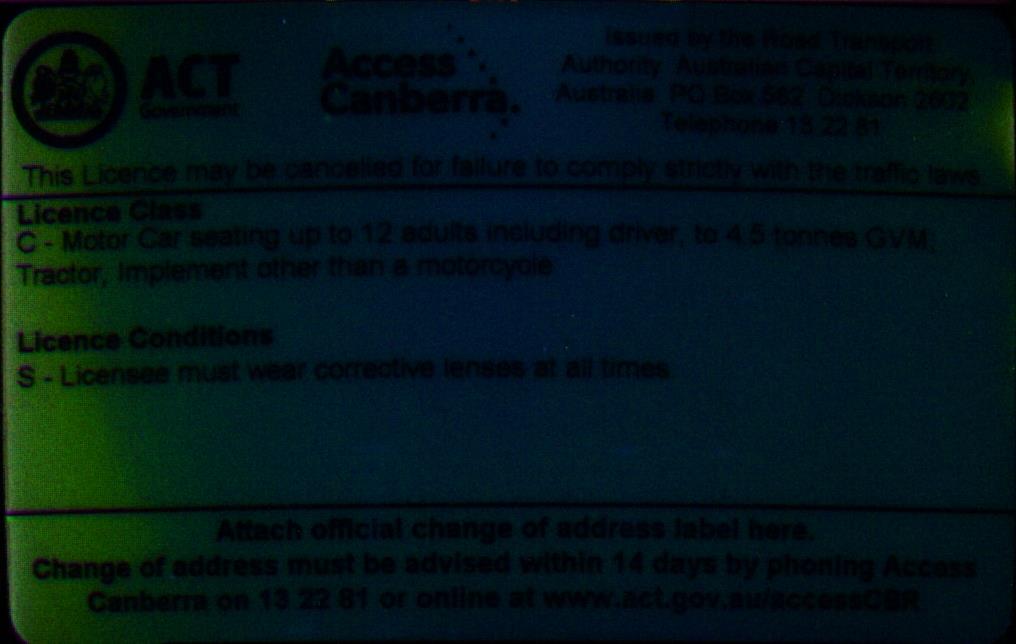 ACT
Government
Access
Canberra.
Issued by the Road Transport
Authority Australian Capital Territory,
Australia PO Box 582 Dickson 2602
Telephone 13 22 81
This Licence may be cancelled for failure to comply strictly with the traffic laws
Licence Class
C - Motor Car seating up to 12 adults including driver, to 4.5 tonnes GVM,
Tractor, Implement other than a motorcycle
Licence Conditions
S - Licensee must wear corrective lenses at all times
Attach official change of address label here.
Change of address must be advised within 14 days by phoning Access
Canberra on 13 22 81 or online at www.act.gov.au/accessCBR